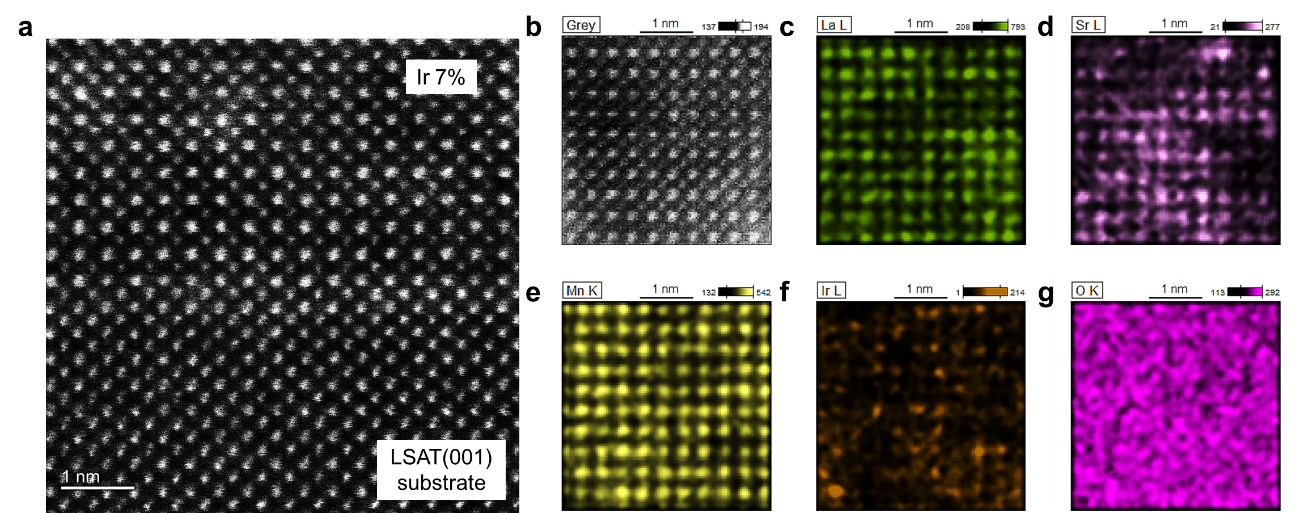 a
Ir 7%
LSAT(001)
substrate
1 nm
b
Grey
1 nm
137
194
c
La L
1 nm
208
793
d
Sr L
1 nm
21
277
e
Mn K
1 nm
132
542
f
Ir L
1 nm
1
214
g
O K
1 nm
113
292